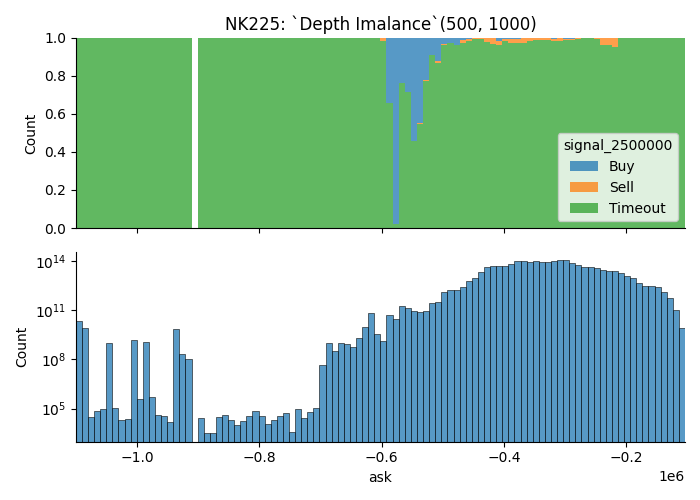 NK225: `Depth Imalance`(500, 1000)
1.0
0.8
0.6
0.4
0.2
0.0
Count
signal_2500000
Buy
Sell
Timeout
10^14
10^11
10^8
10^5
Count
−1.0 −0.8 −0.6 −0.4 −0.2
1e6
ask